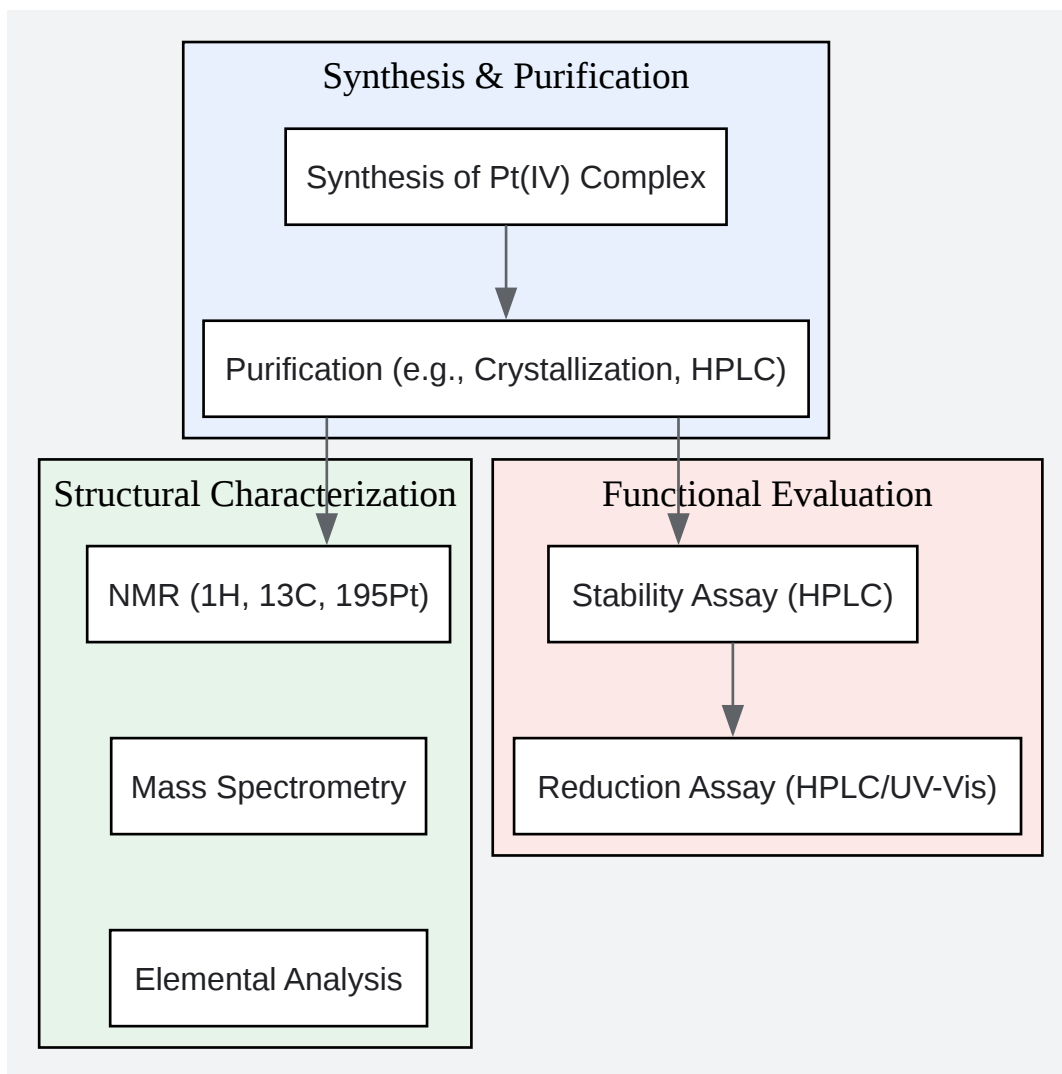 Synthesis & Purification
Synthesis of Pt(IV) Complex
Purification (e.g., Crystallization, HPLC)
Structural Characterization
NMR (1H, 13C, 195Pt)
Mass Spectrometry
Elemental Analysis
Functional Evaluation
Stability Assay (HPLC)
Reduction Assay (HPLC/UV-Vis)